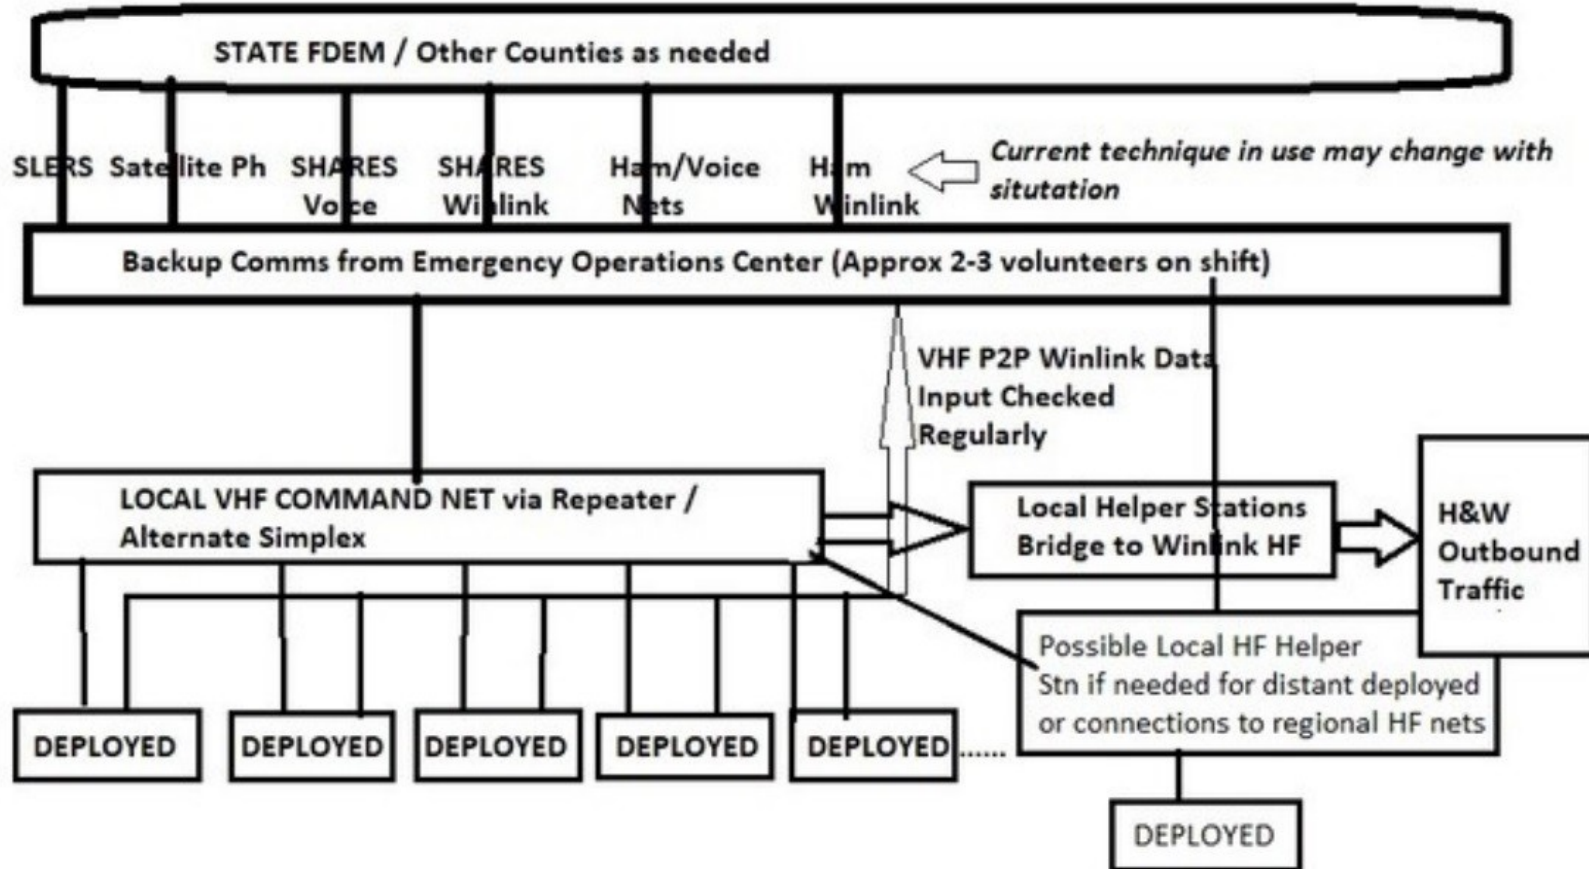 STATE FDEM / Other Counties as needed
SLERS Satellite Ph SHARES SHARES Ham/Voice Ham
Voice Winlink Nets Winlink
Current technique in use may change with
situtation
Backup Comms from Emergency Operations Center (Approx 2-3 volunteers on shift)
VHF P2P Winlink Data
Input Checked
Regularly
LOCAL VHF COMMAND NET via Repeater /
Alternate Simplex
Local Helper Stations
Bridge to Winlink HF
H&W
Outbound
Traffic
Possible Local HF Helper
Stn if needed for distant deployed
or connections to regional HF nets
DEPLOYED DEPLOYED DEPLOYED DEPLOYED DEPLOYED ......
DEPLOYED